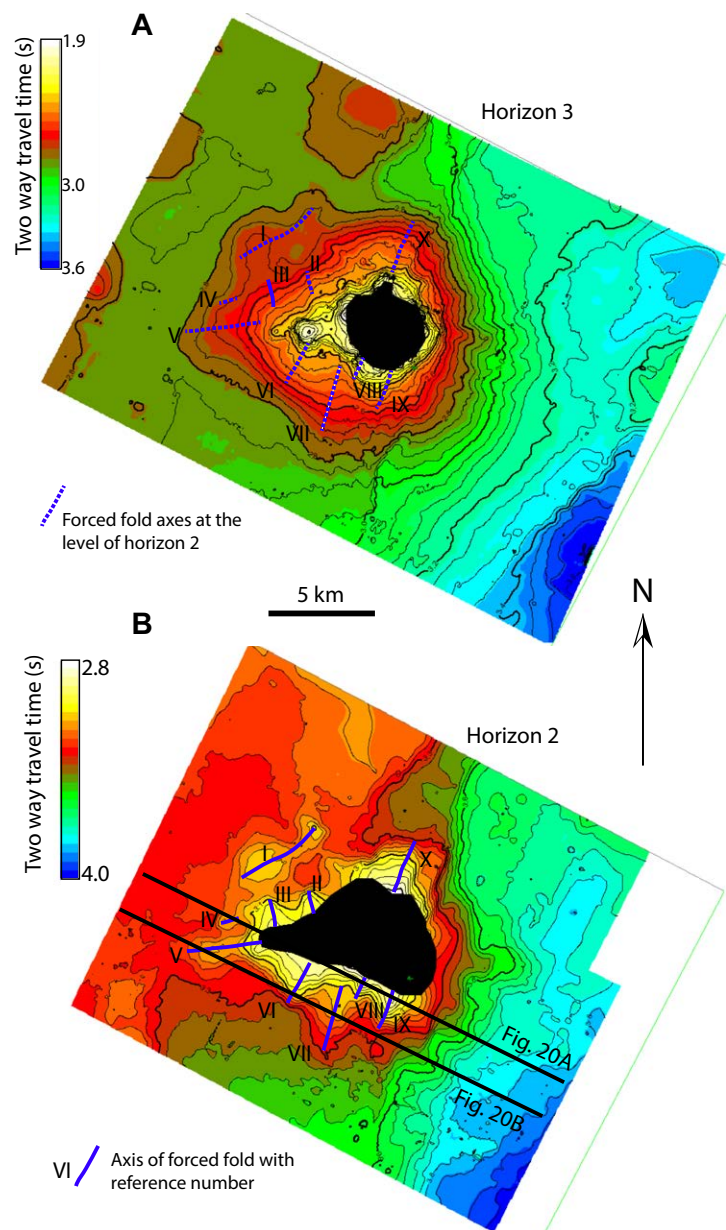 A
Two way travel time (s)
1.9
3.0
3.6
Horizon 3
I
II
III
IV
V
VI
VII
VIII
IX
X
Forced fold axes at the
level of horizon 2
5 km
N
B
Two way travel time (s)
2.8
4.0
Horizon 2
I
II
III
IV
V
VI
VII
VIII
IX
X
Fig. 20A
Fig. 20B
VI
Axis of forced fold with
reference number